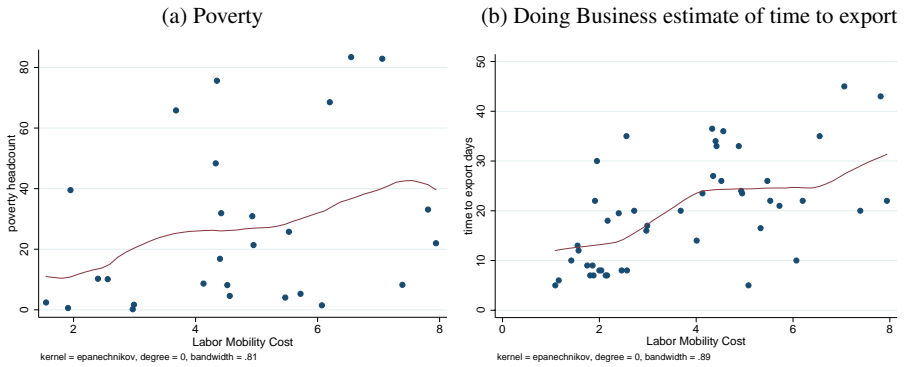 (a) Poverty
80
60
40
20
0
poverty headcount
2
4
6
8
Labor Mobility Cost
kernel = epanechnikov, degree = 0, bandwidth = .81
(b) Doing Business estimate of time to export
50
40
30
20
10
0
time to export days
0
2
4
6
8
Labor Mobility Cost
kernel = epanechnikov, degree = 0, bandwidth = .89